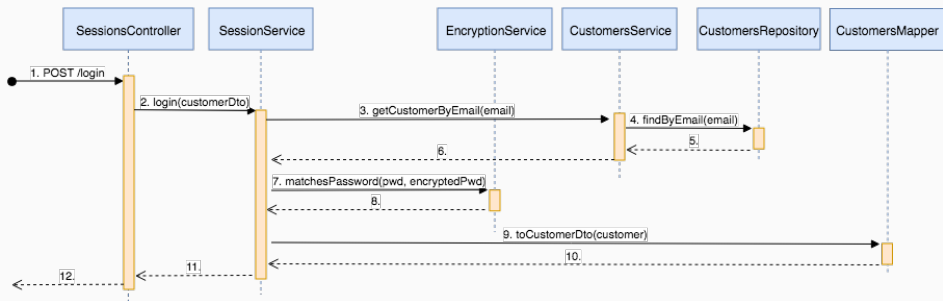 SessionsController
SessionService
EncryptionService
CustomersService
CustomersRepository
CustomersMapper
1. POST /login
2. login(customerDto)
3. getCustomerByEmail(email)
4. findByEmail(email)
5.
6.
7. matchesPassword(pwd, encryptedPwd)
8.
9. toCustomerDto(customer)
10.
11.
12.